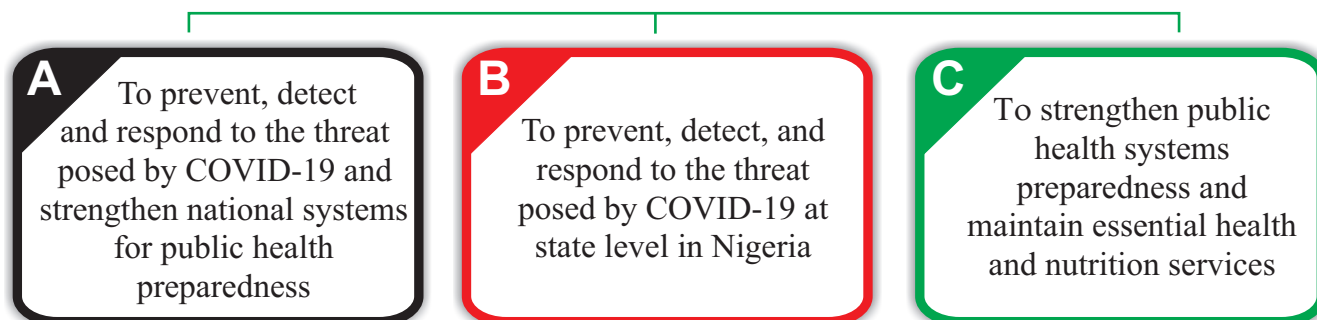 A
To prevent, detect
and respond to the threat
posed by COVID-19 and
strengthen national systems
for public health
preparedness
B
To prevent, detect, and
respond to the threat
posed by COVID-19 at
state level in Nigeria
C
To strengthen public
health systems
preparedness and
maintain essential health
and nutrition services